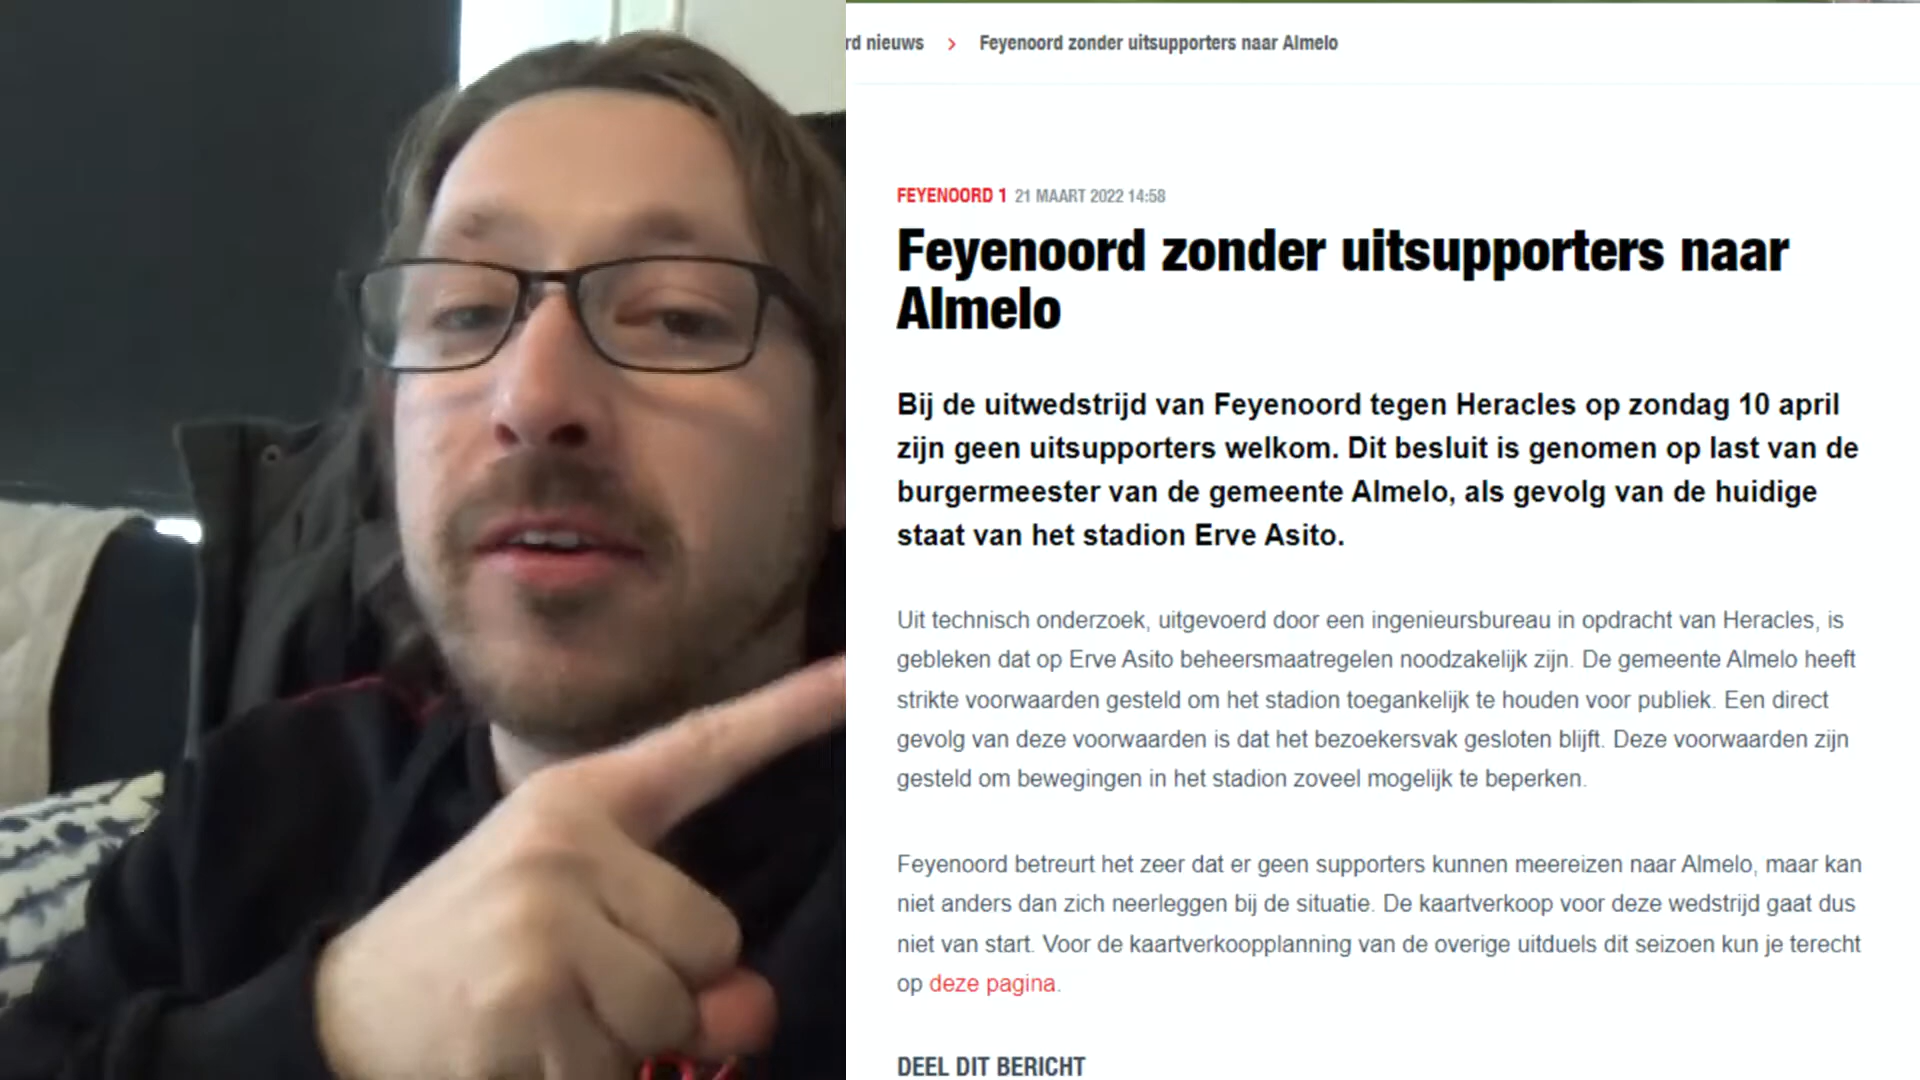 rd nieuws > Feyenoord zonder uitsupporters naar Almelo
FEYENOORD 1 21 MAART 2022 14:58
Feyenoord zonder uitsupporters naar
Almelo
Bij de uitwedstrijd van Feyenoord tegen Heracles op zondag 10 april
zijn geen uitsupporters welkom. Dit besluit is genomen op last van de
burgermeester van de gemeente Almelo, als gevolg van de huidige
staat van het stadion Erve Asito.
Uit technisch onderzoek, uitgevoerd door een ingenieursbureau in opdracht van Heracles, is
gebleken dat op Erve Asito beheersmaatregelen noodzakelijk zijn. De gemeente Almelo heeft
strikte voorwaarden gesteld om het stadion toegankelijk te houden voor publiek. Een direct
gevolg van deze voorwaarden is dat het bezoekersvak gesloten blijft. Deze voorwaarden zijn
gesteld om bewegingen in het stadion zoveel mogelijk te beperken.
Feyenoord betreurt het zeer dat er geen supporters kunnen meereizen naar Almelo, maar kan
niet anders dan zich neerleggen bij de situatie. De kaartverkoop voor deze wedstrijd gaat dus
niet van start. Voor de kaartverkoopplanning van de overige uitduels dit seizoen kun je terecht
op deze pagina.
DEEL DIT BERICHT